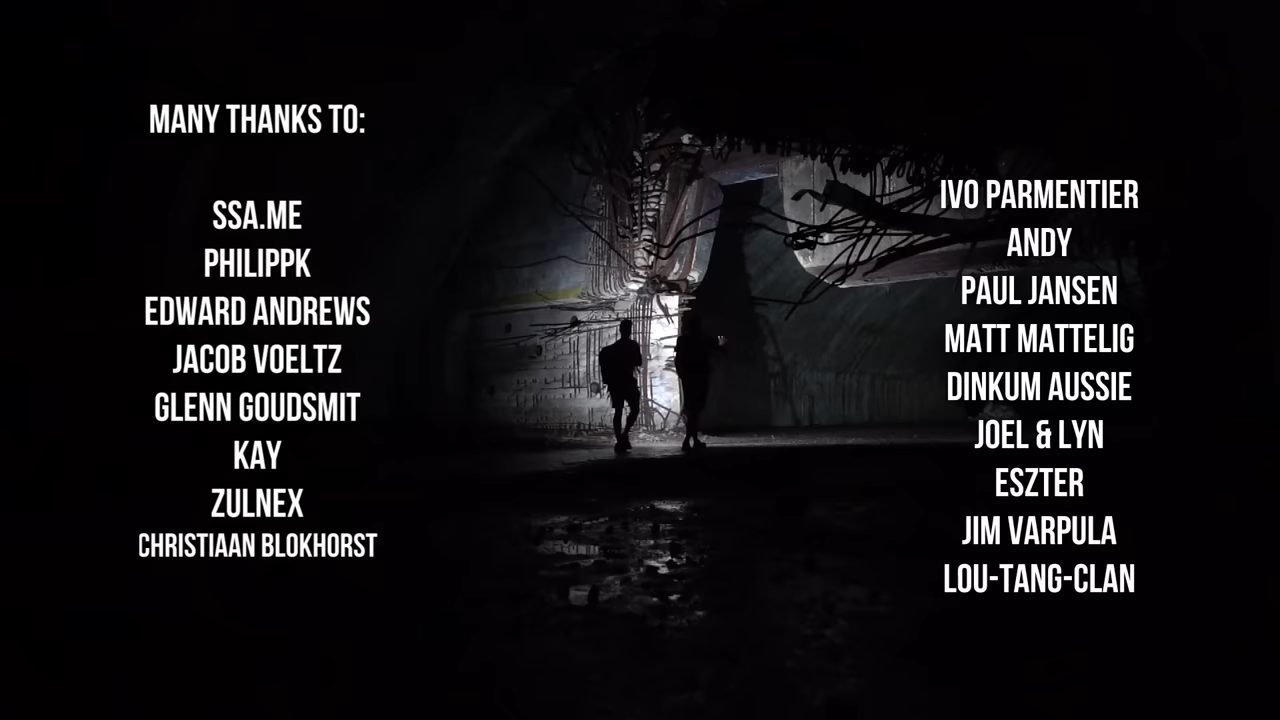 MANY THANKS TO:
SSA.ME
PHILIPPK
EDWARD ANDREWS
JACOB VOELTZ
GLENN GOUDSMIT
KAY
ZULNEX
CHRISTIAAN BLOKHORST
IVO PARMENTIER
ANDY
PAUL JANSEN
MATT MATTELIG
DINKUM AUSSIE
JOEL & LYN
ESZTER
JIM VARPULA
LOU-TANG-CLAN